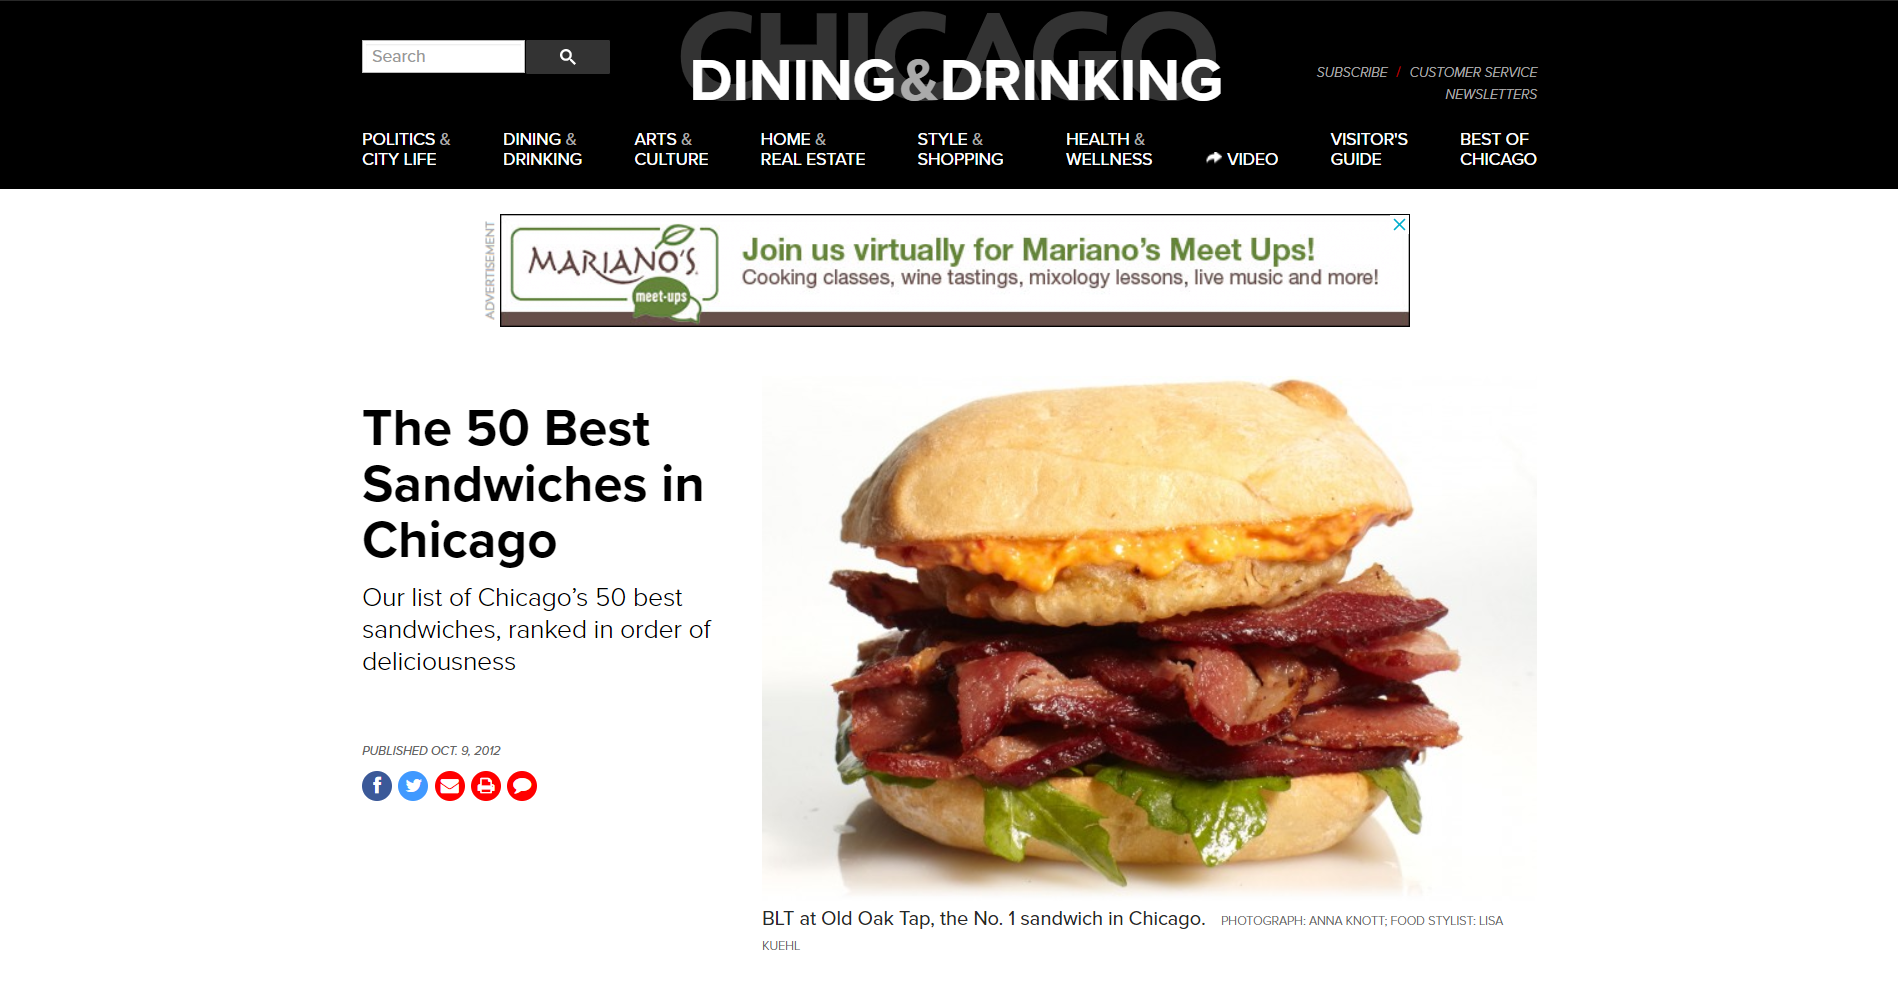 Search
CHICAGO
DINING&DRINKING
SUBSCRIBE / CUSTOMER SERVICE
NEWSLETTERS
POLITICS &
CITY LIFE
DINING &
DRINKING
ARTS &
CULTURE
HOME &
REAL ESTATE
STYLE &
SHOPPING
HEALTH &
WELLNESS
VIDEO
VISITOR'S
GUIDE
BEST OF
CHICAGO
ADVERTISEMENT
MARIANO'S
meet-ups
Join us virtually for Mariano's Meet Ups!
Cooking classes, wine tastings, mixology lessons, live music and more!
The 50 Best
Sandwiches in
Chicago
Our list of Chicago’s 50 best
sandwiches, ranked in order of
deliciousness
PUBLISHED OCT. 9, 2012
BLT at Old Oak Tap, the No. 1 sandwich in Chicago. PHOTOGRAPH: ANNA KNOTT; FOOD STYLIST: LISA
KUEHL